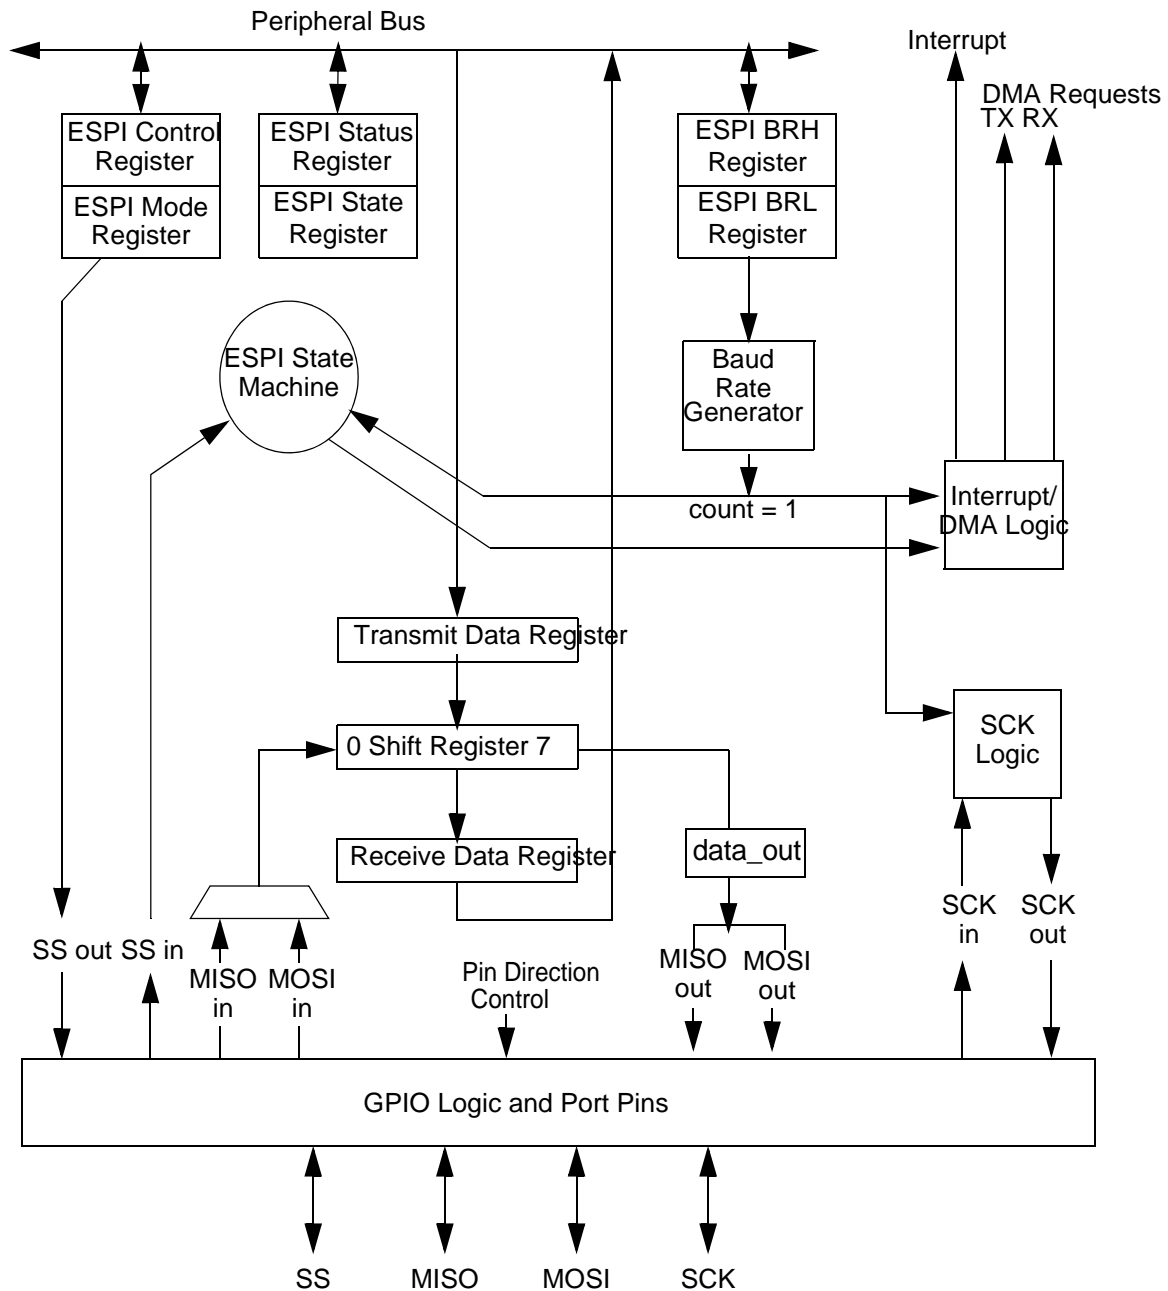 Peripheral Bus
Interrupt
DMA Requests
TX RX
ESPI Control
Register
ESPI Mode
Register
ESPI Status
Register
ESPI State
Register
ESPI BRH
Register
ESPI BRL
Register
ESPI State
Machine
Baud
Rate
Generator
count = 1
Interrupt/
DMA Logic
Transmit Data Register
0 Shift Register 7
Receive Data Register
data_out
SCK
Logic
SS out
SS in
MISO
in
MOSI
in
Pin Direction
Control
MISO
out
MOSI
out
SCK
in
SCK
out
GPIO Logic and Port Pins
SS
MISO
MOSI
SCK